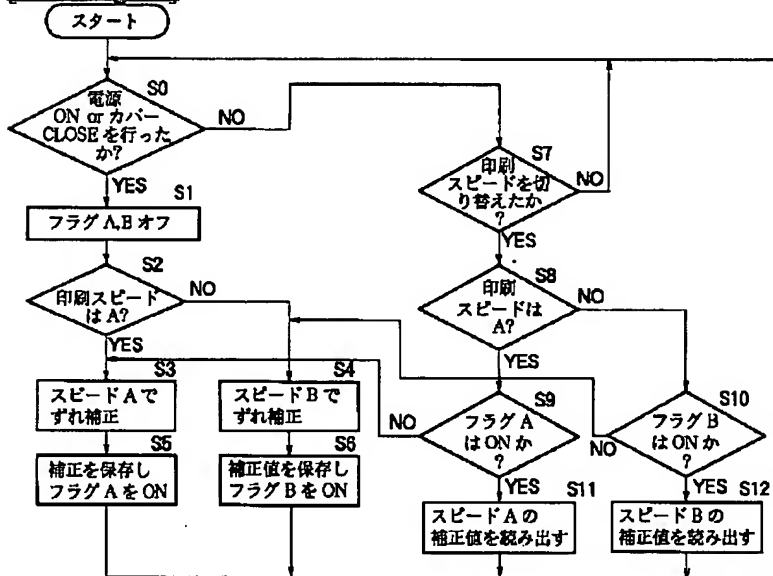 スタート
S0
電源
ON or カバー
CLOSE を行った
か?
NO
YES
S1
フラグ A,B オフ
S2
印刷スピード
は A?
NO
YES
S3
スピード A で
ずれ補正
S4
スピード B で
ずれ補正
S5
補正を保存し
フラグ A を ON
S6
補正値を保存し
フラグ B を ON
S7
印刷
スピードを切
り替えたか
?
NO
YES
S8
印刷
スピードは
A?
NO
YES
S9
フラグ A
は ON か
?
NO
YES
S10
フラグ B
は ON か
?
NO
YES
S11
スピード A の
補正値を読み出す
S12
スピード B の
補正値を読み出す